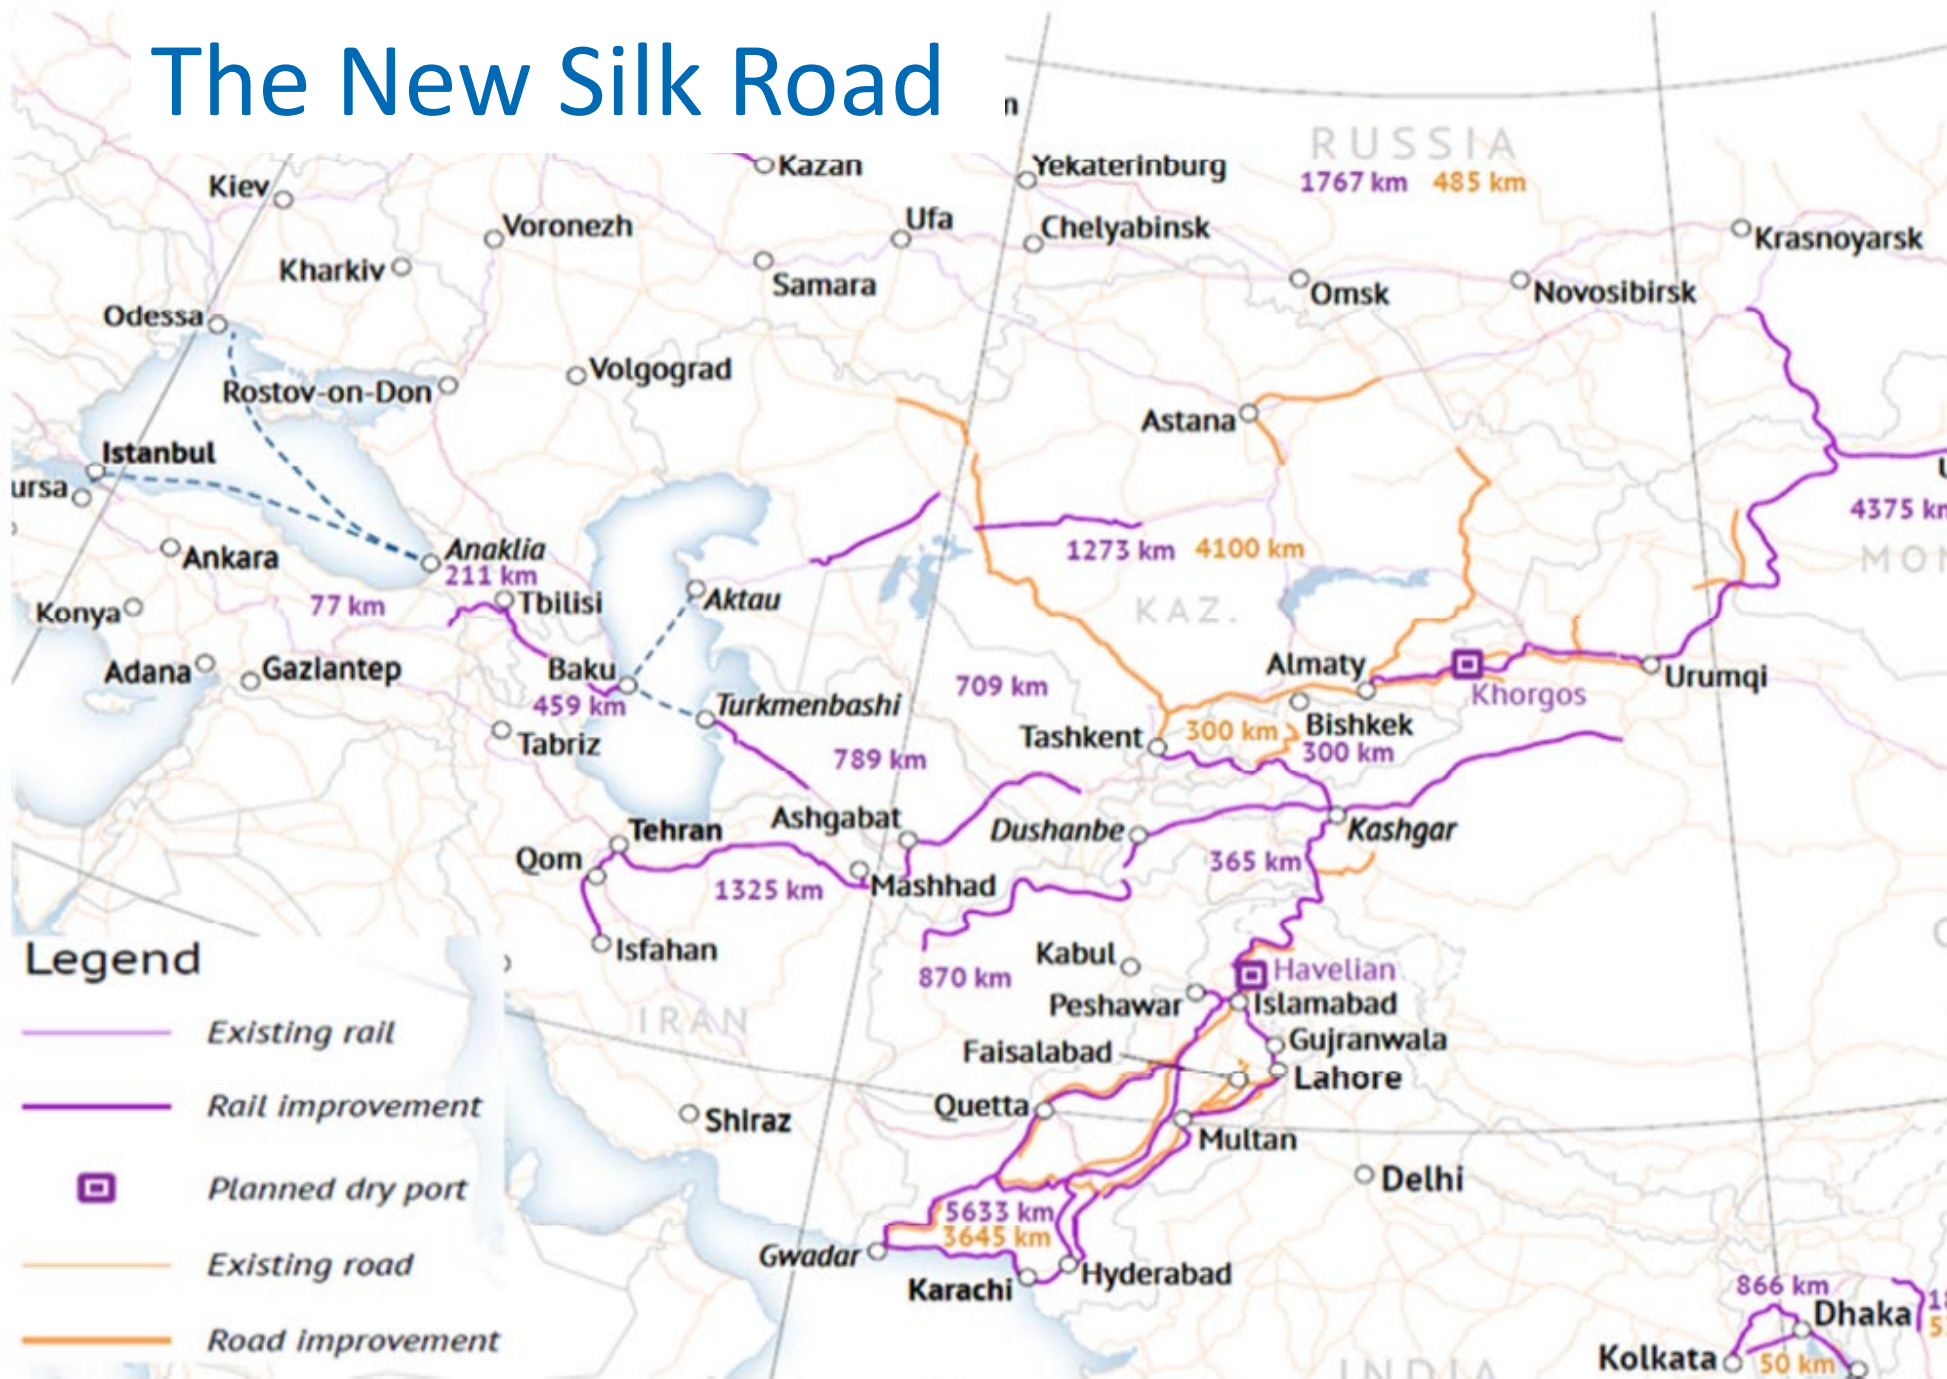 The New Silk Road
n
RUSSIA
1767 km 485 km
Kazan
Yekaterinburg
Kiev
Voronezh
Ufa
Chelyabinsk
Krasnoyarsk
Kharkiv
Samara
Omsk
Novosibirsk
Odessa
Volgograd
Rostov-on-Don
Astana
Istanbul
ursa
4375 km
Ankara
Anaklia
211 km
1273 km 4100 km
MON
77 km
Tbilisi
Aktau
KAZ.
Konya
Adana
Gaziantep
Baku
459 km
Almaty
Khorgos
Urumqi
709 km
Turkmenbashi
Tashkent
300 km
Bishkek
300 km
Tabriz
789 km
Tehran
Ashgabat
Dushanbe
Kashgar
Qom
365 km
1325 km
Mashhad
Isfahan
Legend
Kabul
870 km
Havelian
Peshawar
Islamabad
IRAN
Existing rail
Gujranwala
Faisalabad
Lahore
Rail improvement
Quetta
Shiraz
Multan
Planned dry port
Delhi
5633 km
3645 km
Existing road
Gwadar
Karachi
Hyderabad
866 km
Dhaka
Road improvement
Kolkata
50 km
INDIA